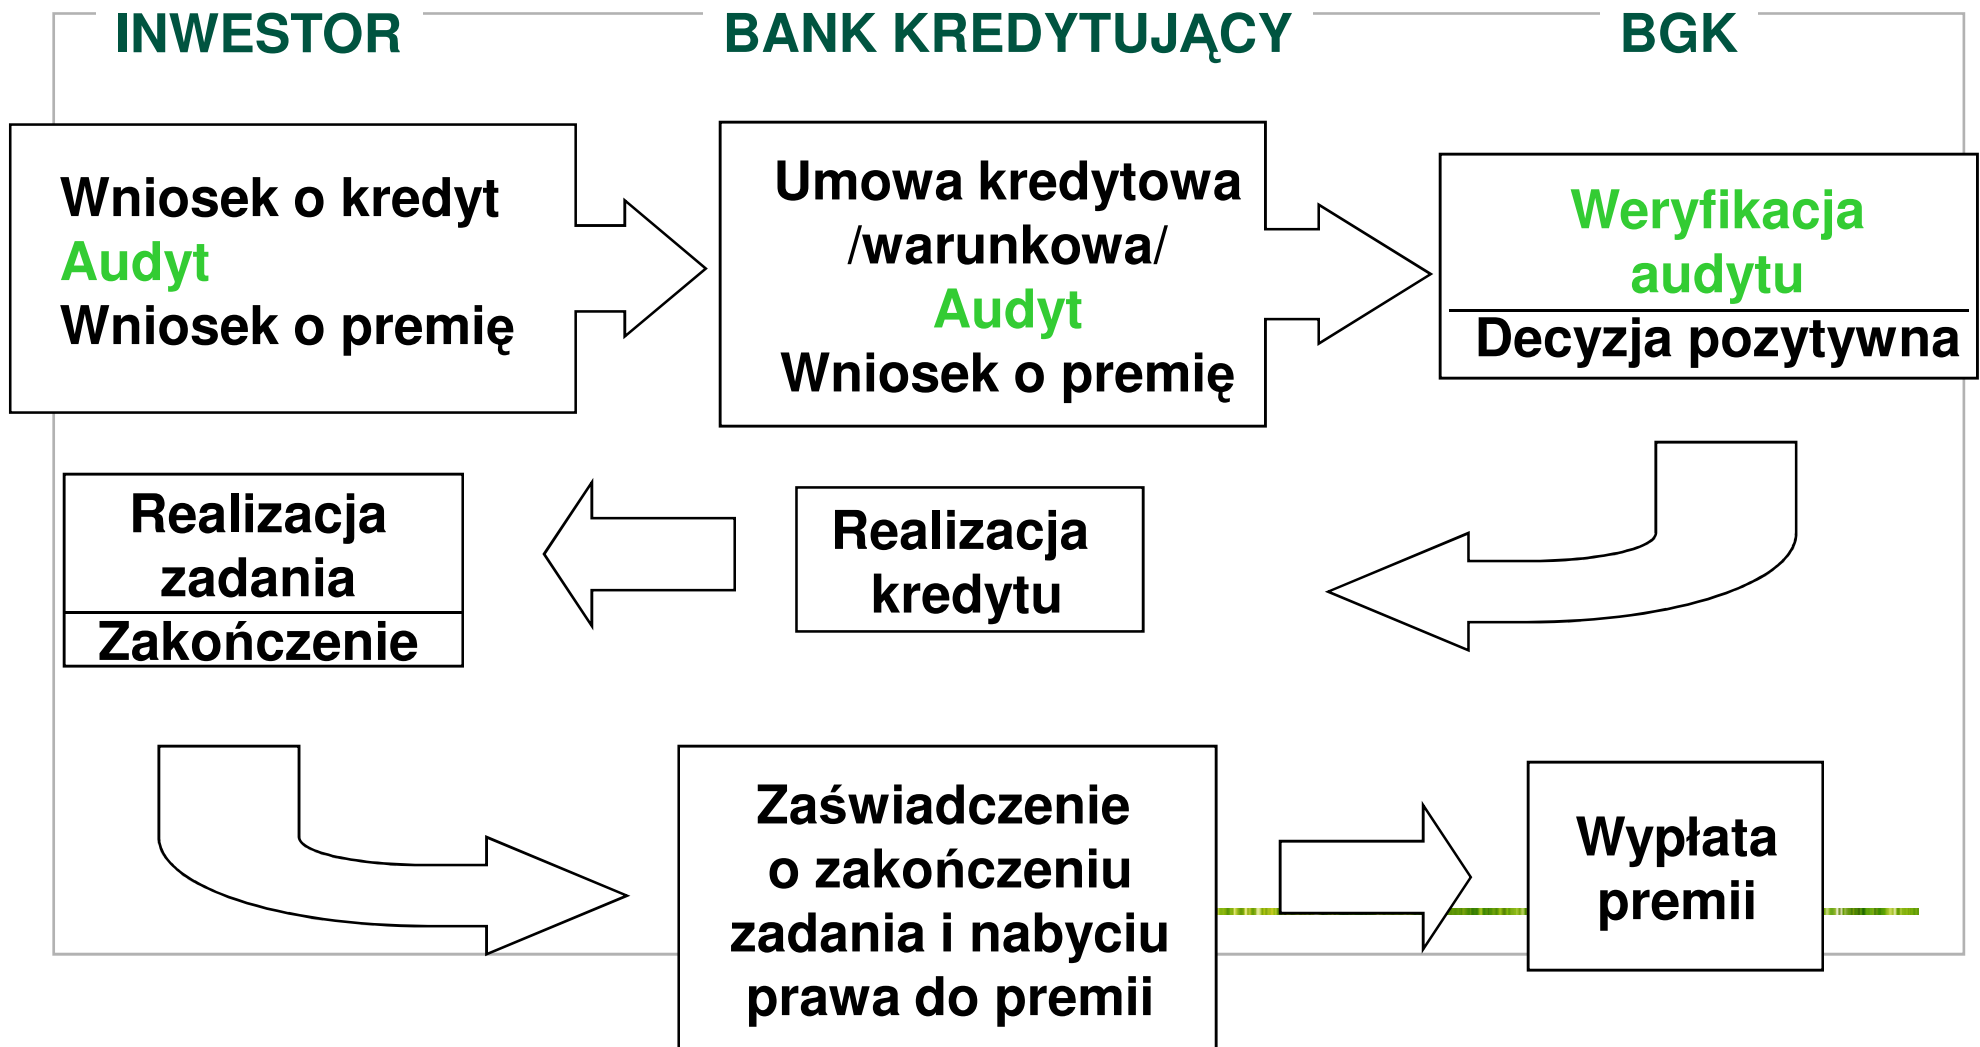 INWESTOR
BANK KREDYTUJĄCY
BGK
Wniosek o kredyt
Audyt
Wniosek o premię
Umowa kredytowa
/warunkowa/
Audyt
Wniosek o premię
Weryfikacja
audytu
Decyzja pozytywna
Realizacja
zadania
Zakończenie
Realizacja
kredytu
Zaświadczenie
o zakończeniu
zadania i nabyciu
prawa do premii
Wypłata
premii